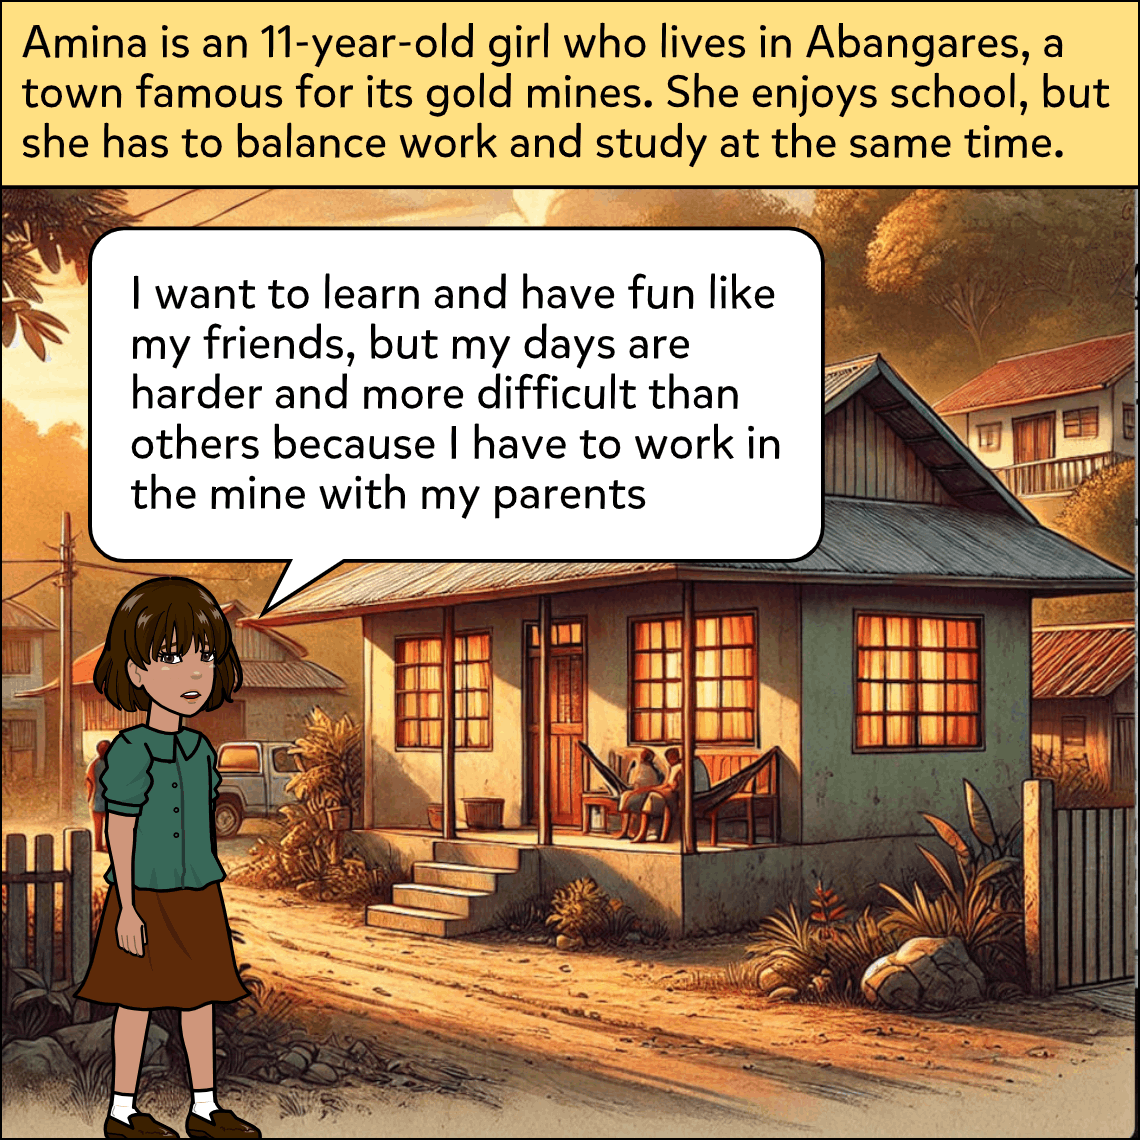 Amina is an 11-year-old girl who lives in Abangares, a
town famous for its gold mines. She enjoys school, but
she has to balance work and study at the same time.
I want to learn and have fun like
my friends, but my days are
harder and more difficult than
others because I have to work in
the mine with my parents